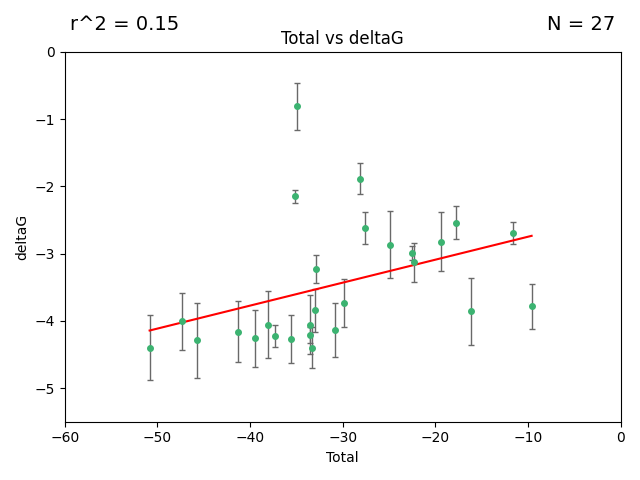 r^2 = 0.15
N = 27
Total vs deltaG
0
−1
−2
−3
−4
−5
deltaG
−60
−50
−40
−30
−20
−10
0
Total